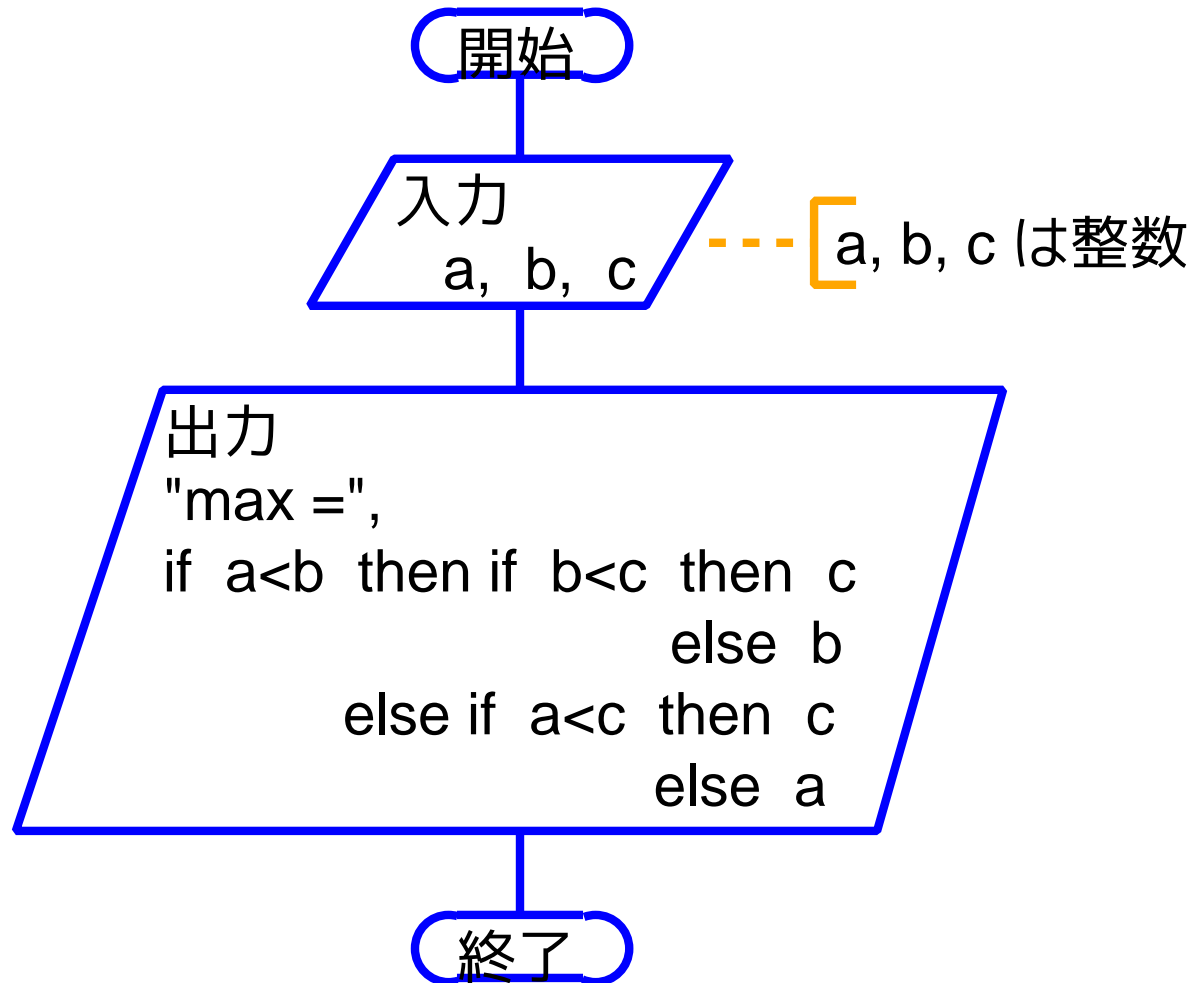 開始
入力
a, b, c
a, b, c は整数
出力
"max =",
if a<b then if b<c then c
else b
else if a<c then c
else a
終了